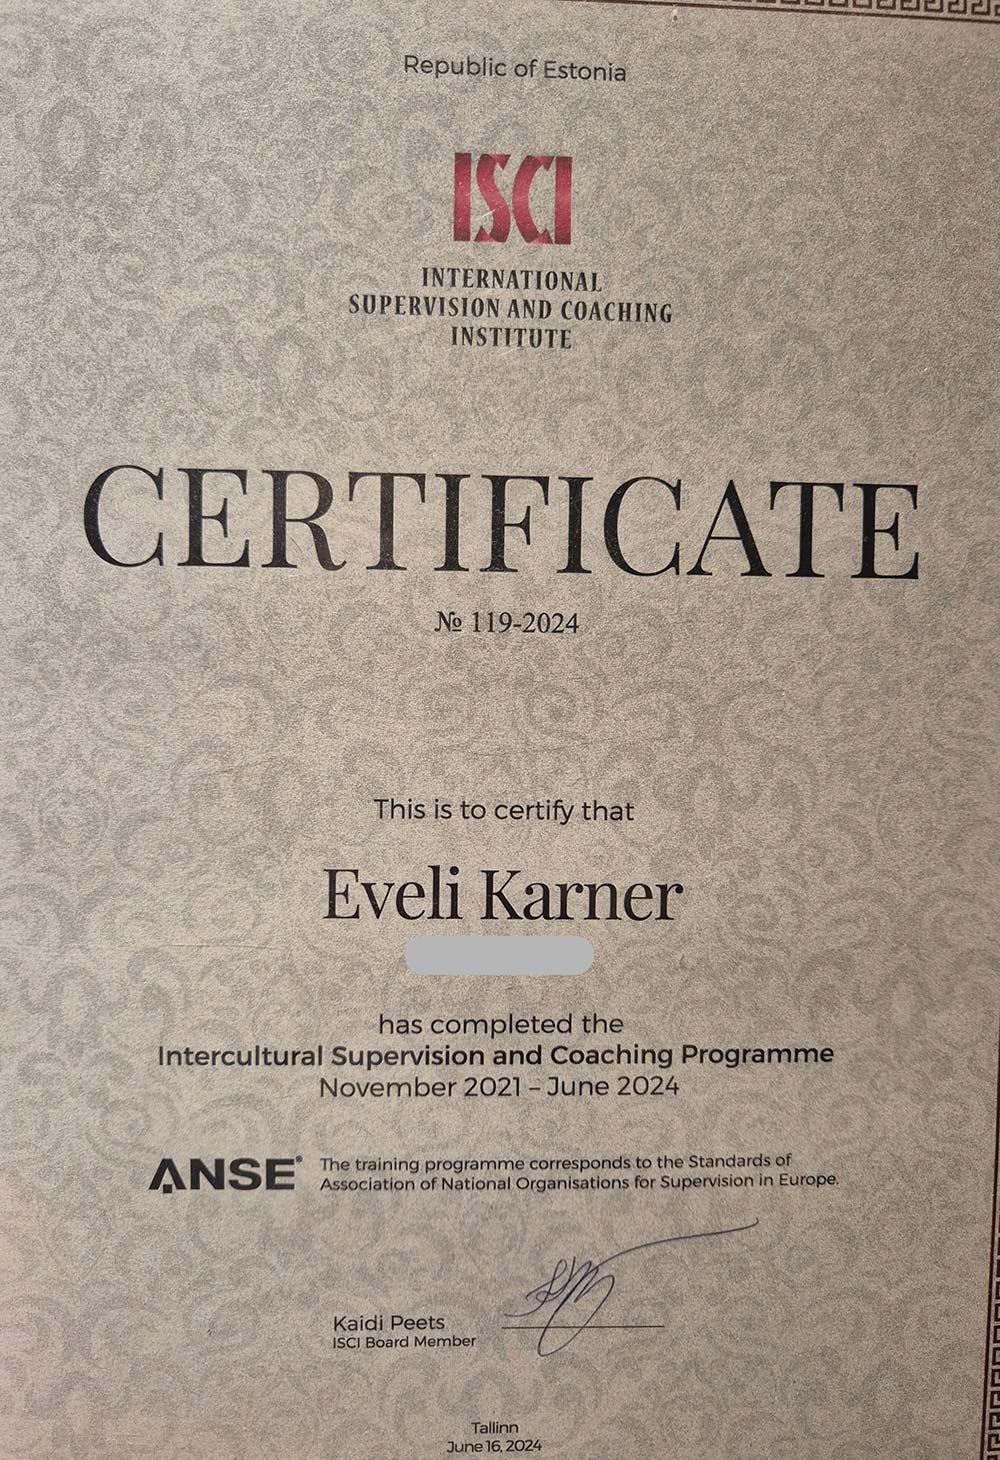 Republic of Estonia
ISCI
INTERNATIONAL
SUPERVISION AND COACHING
INSTITUTE
CERTIFICATE
№ 119-2024
This is to certify that
Eveli Karner
has completed the
Intercultural Supervision and Coaching Programme
November 2021 – June 2024
ANSE®
The training programme corresponds to the Standards of
Association of National Organisations for Supervision in Europe.
Kaidi Peets
ISCI Board Member
Tallinn
June 16, 2024